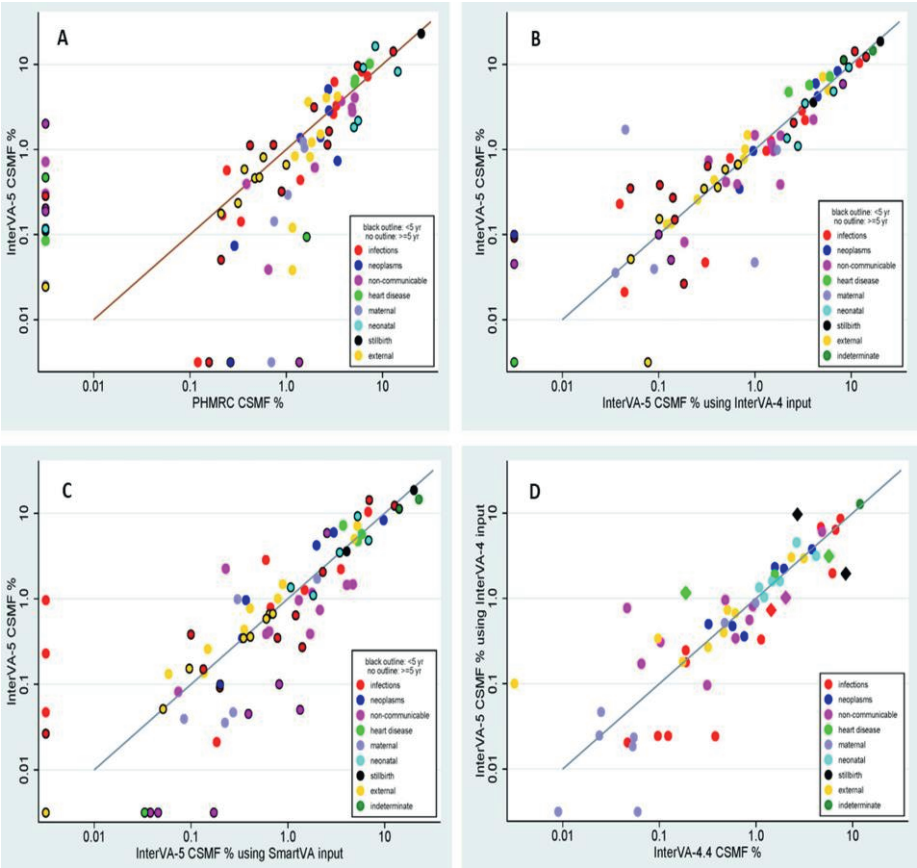 A
InterVA-5 CSMF %
10
1.0
0.1
0.01
black outline: <5 yr
no outline: >=5 yr
infections
neoplasms
non-communicable
heart disease
maternal
neonatal
stillbirth
external
0.01
0.1
1.0
10
PHMRC CSMF %
B
InterVA-5 CSMF %
10
1.0
0.1
0.01
black outline: <5 yr
no outline: >=5 yr
infections
neoplasms
non-communicable
heart disease
maternal
neonatal
stillbirth
external
indeterminate
0.01
0.1
1.0
10
InterVA-5 CSMF % using InterVA-4 input
C
InterVA-5 CSMF %
10
1.0
0.1
0.01
black outline: <5 yr
no outline: >=5 yr
infections
neoplasms
non-communicable
heart disease
maternal
neonatal
stillbirth
external
indeterminate
0.01
0.1
1.0
10
InterVA-5 CSMF % using SmartVA input
D
InterVA-5 CSMF % using InterVA-4 input
10
1.0
0.1
0.01
infections
neoplasms
non-communicable
heart disease
maternal
neonatal
stillbirth
external
indeterminate
0.01
0.1
1.0
10
InterVA-4.4 CSMF %